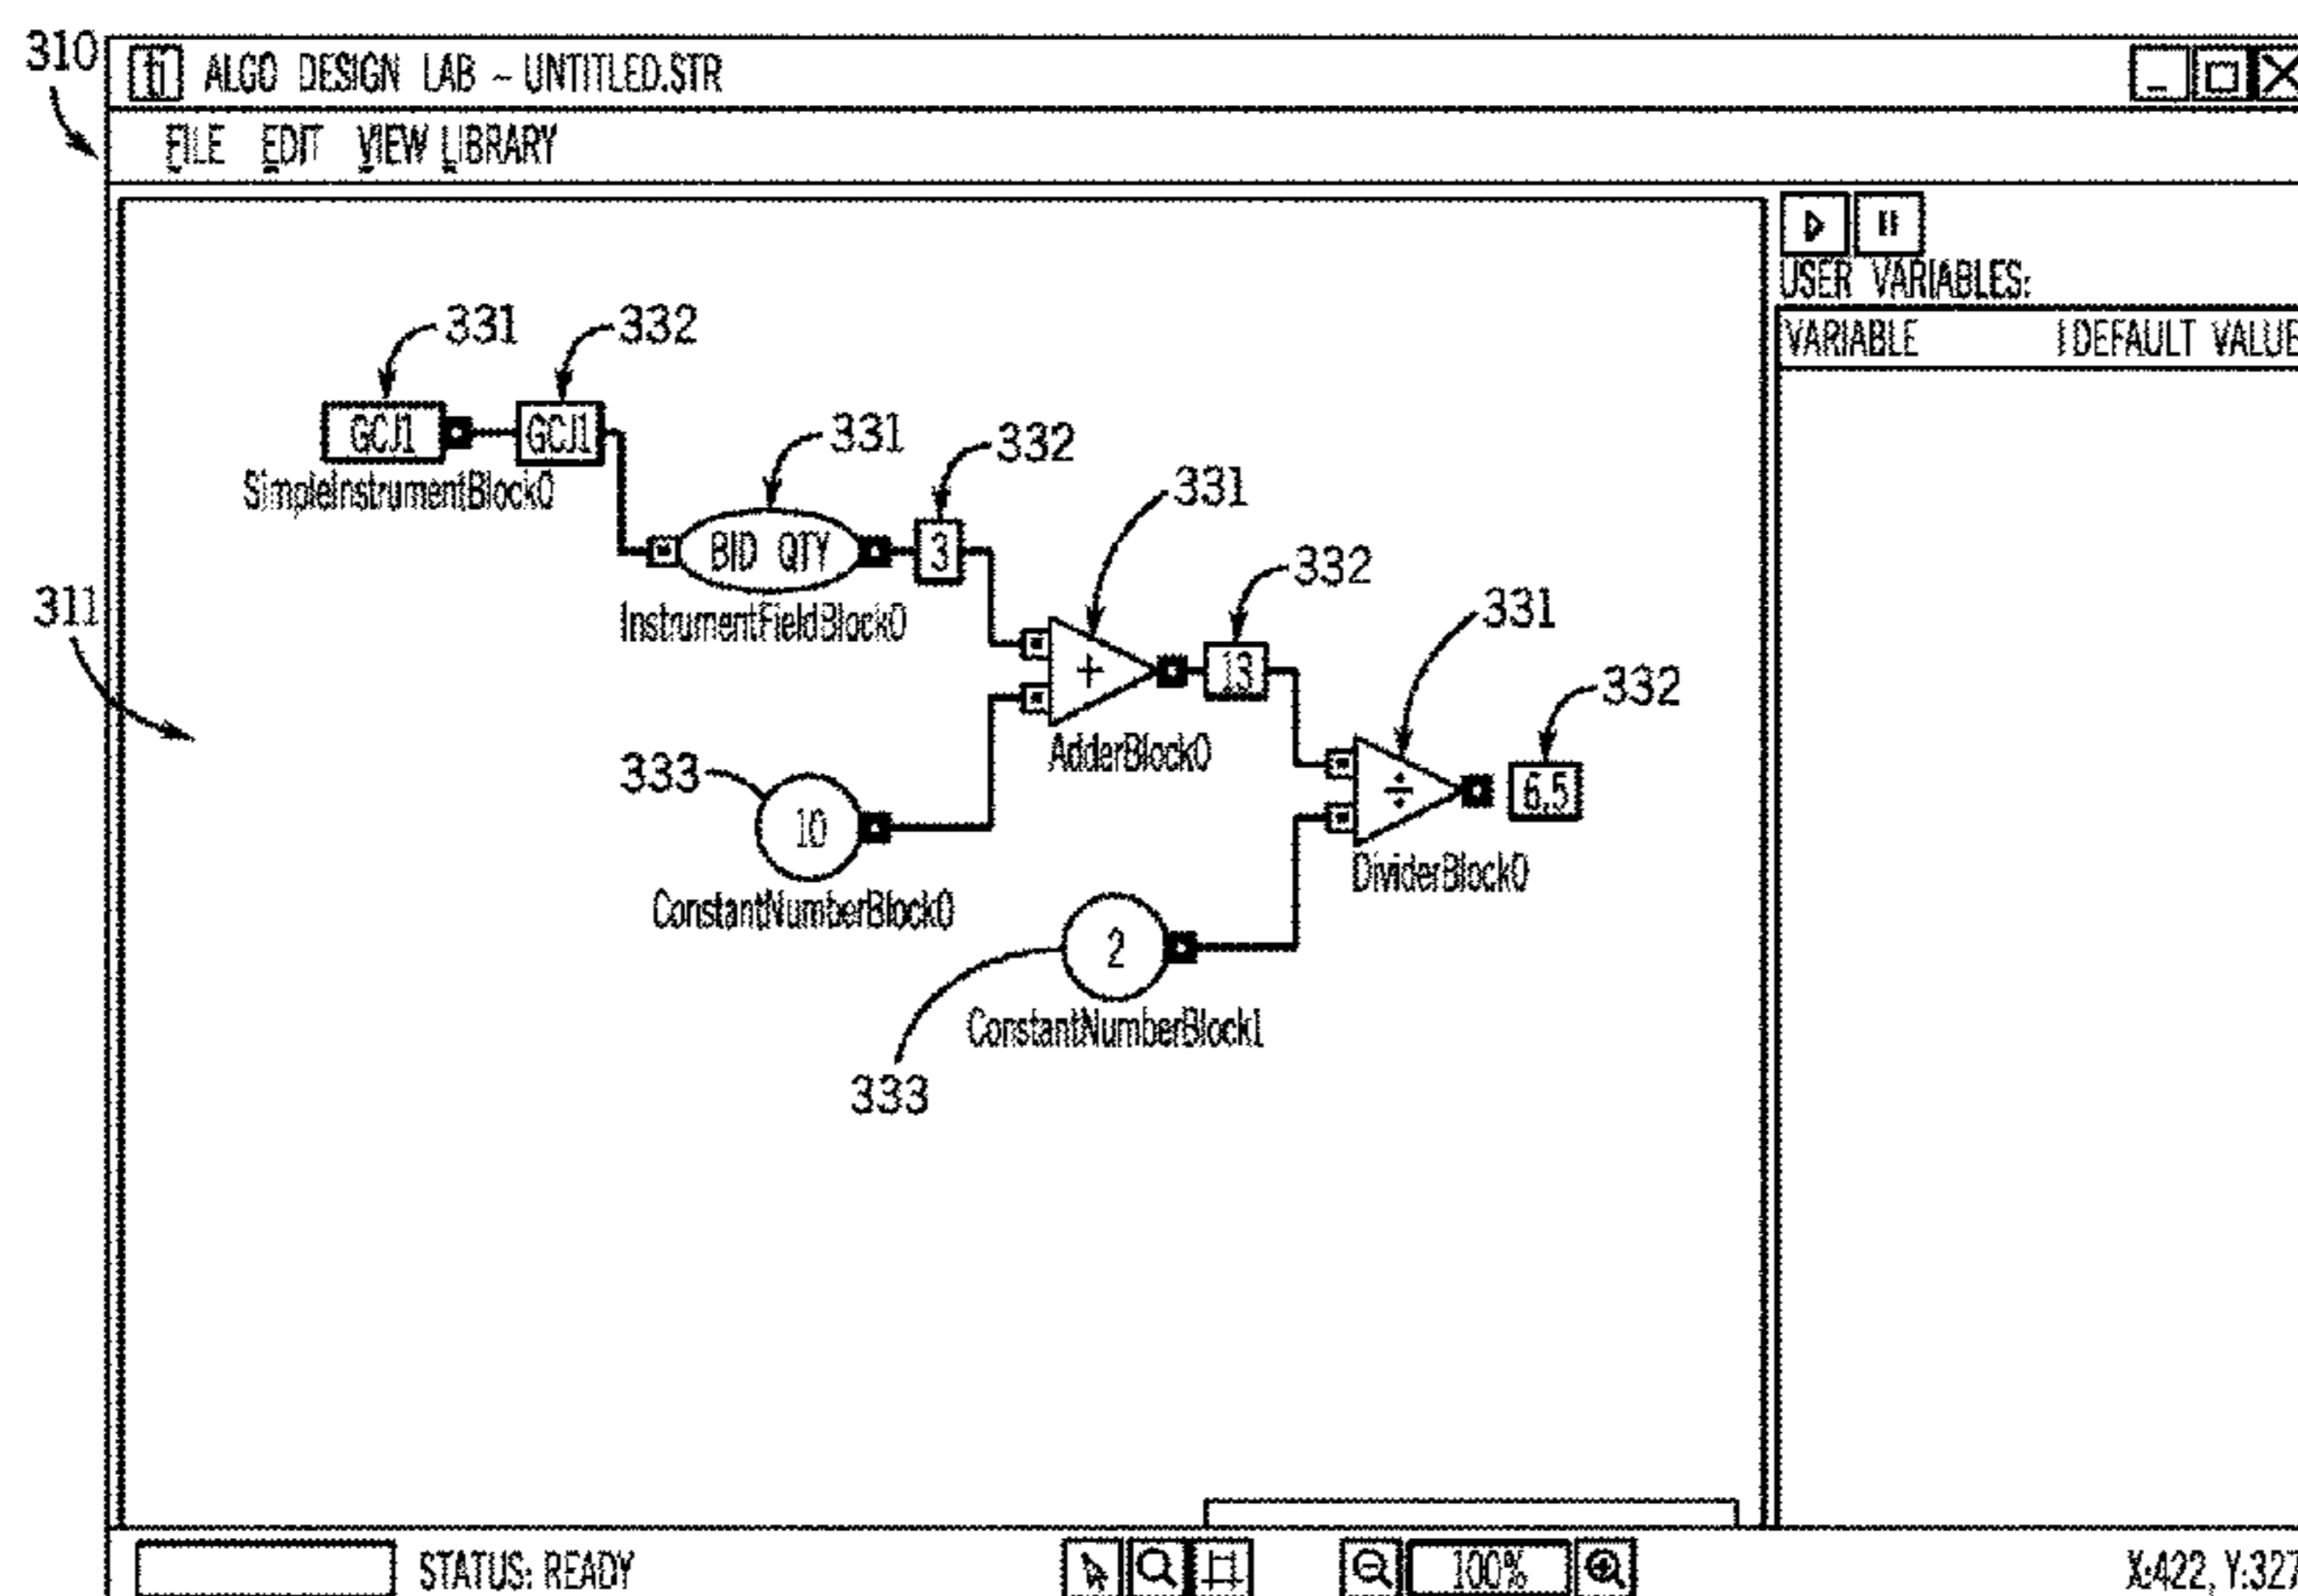 310
ALGO DESIGN LAB - UNTITLED.STR
FILE EDIT VIEW LIBRARY
USER VARIABLES:
VARIABLE DEFAULT VALUE
331 332
GCJ1 GCJ1
SimpleInstrumentBlock0
331 332
BID QTY 3
InstrumentFieldBlock0
331 332
+ 13
AdderBlock0
311
331 332
÷ 6.5
DividerBlock0
333
10
ConstantNumberBlock0
2
ConstantNumberBlock1
333
STATUS: READY
100%
X:422, Y:327